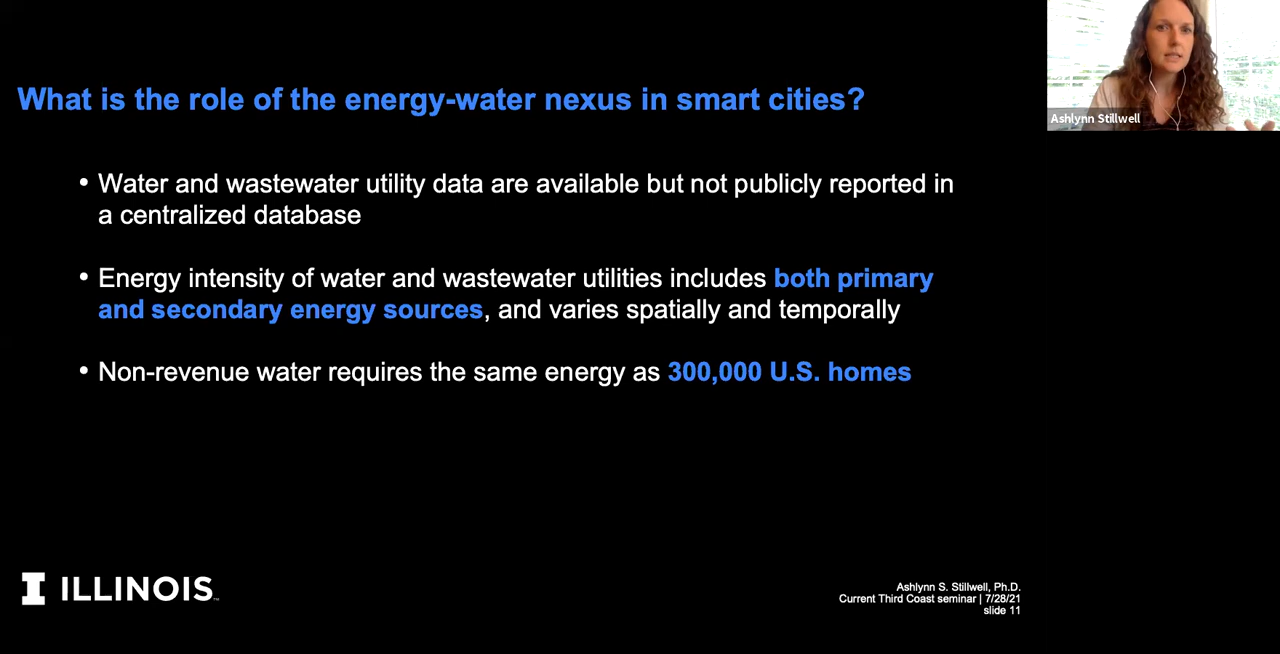 What is the role of the energy-water nexus in smart cities?
Ashlynn Stillwell
• Water and wastewater utility data are available but not publicly reported in
a centralized database
• Energy intensity of water and wastewater utilities includes both primary
and secondary energy sources, and varies spatially and temporally
• Non-revenue water requires the same energy as 300,000 U.S. homes
I ILLINOIS™
Ashlynn S. Stillwell, Ph.D.
Current Third Coast seminar | 7/28/21
slide 11